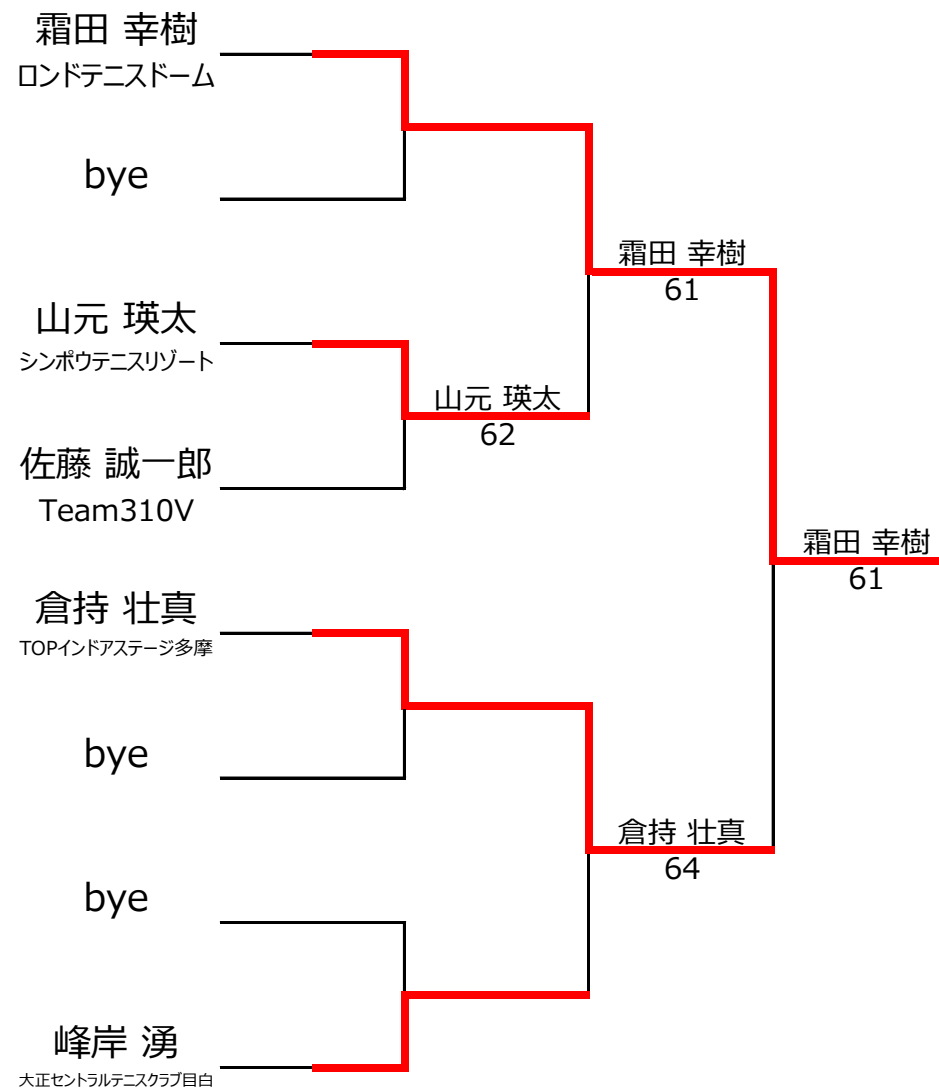 霜田 幸樹
ロンドテニスドーム
bye
山元 瑛太
シンポウテニスリゾート
佐藤 誠一郎
Team310V
倉持 壮真
TOPインドアステージ多摩
bye
bye
峰岸 湧
大正セントラルテニスクラブ目白
山元 瑛太
62
霜田 幸樹
61
倉持 壮真
64
霜田 幸樹
61